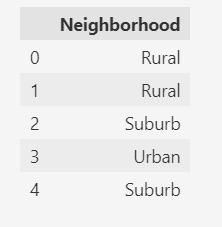 Neighborhood
0 Rural
1 Rural
2 Suburb
3 Urban
4 Suburb